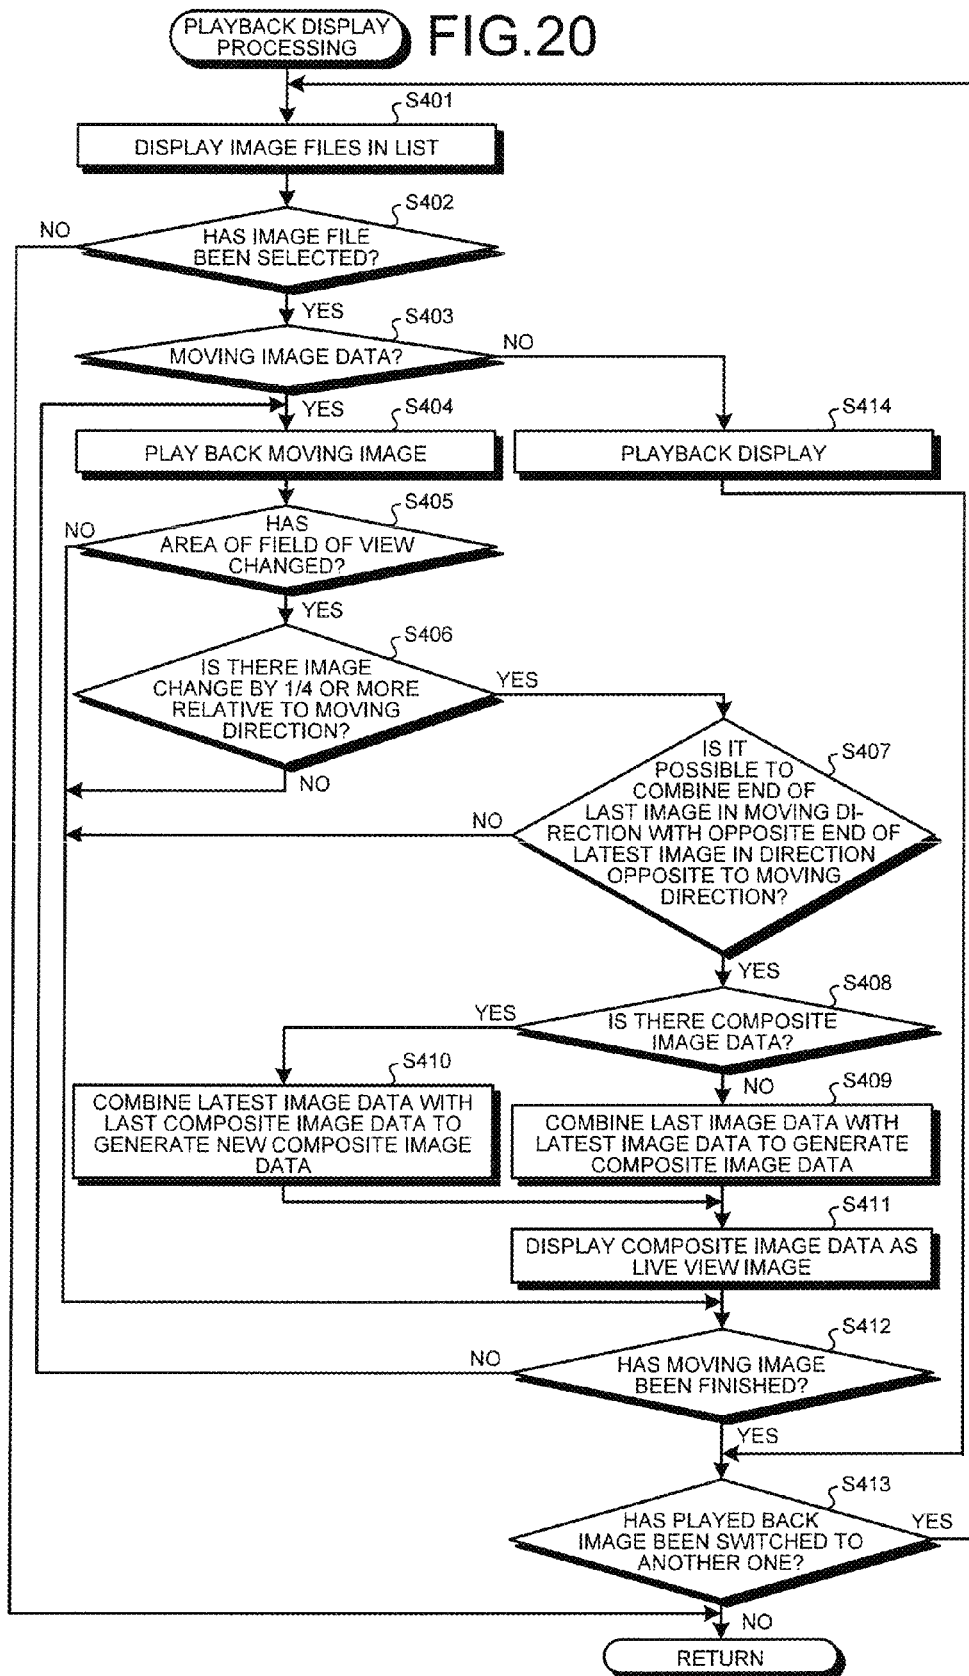 PLAYBACK DISPLAY
PROCESSING
FIG.20
S401
DISPLAY IMAGE FILES IN LIST
S402
NO
HAS IMAGE FILE
BEEN SELECTED?
YES
S403
MOVING IMAGE DATA?
NO
YES
S404
PLAY BACK MOVING IMAGE
S414
PLAYBACK DISPLAY
S405
NO
HAS
AREA OF FIELD OF VIEW
CHANGED?
YES
S406
IS THERE IMAGE
CHANGE BY 1/4 OR MORE
RELATIVE TO MOVING
DIRECTION?
YES
NO
S407
IS IT
POSSIBLE TO
COMBINE END OF
LAST IMAGE IN MOVING DI-
RECTION WITH OPPOSITE END OF
LATEST IMAGE IN DIRECTION
OPPOSITE TO MOVING
DIRECTION?
NO
YES
S408
YES
IS THERE COMPOSITE
IMAGE DATA?
NO
S410
COMBINE LATEST IMAGE DATA WITH
LAST COMPOSITE IMAGE DATA TO
GENERATE NEW COMPOSITE IMAGE
DATA
S409
COMBINE LAST IMAGE DATA WITH
LATEST IMAGE DATA TO GENERATE
COMPOSITE IMAGE DATA
S411
DISPLAY COMPOSITE IMAGE DATA AS
LIVE VIEW IMAGE
S412
NO
HAS MOVING IMAGE
BEEN FINISHED?
YES
S413
HAS PLAYED BACK
IMAGE BEEN SWITCHED TO
ANOTHER ONE?
YES
NO
RETURN